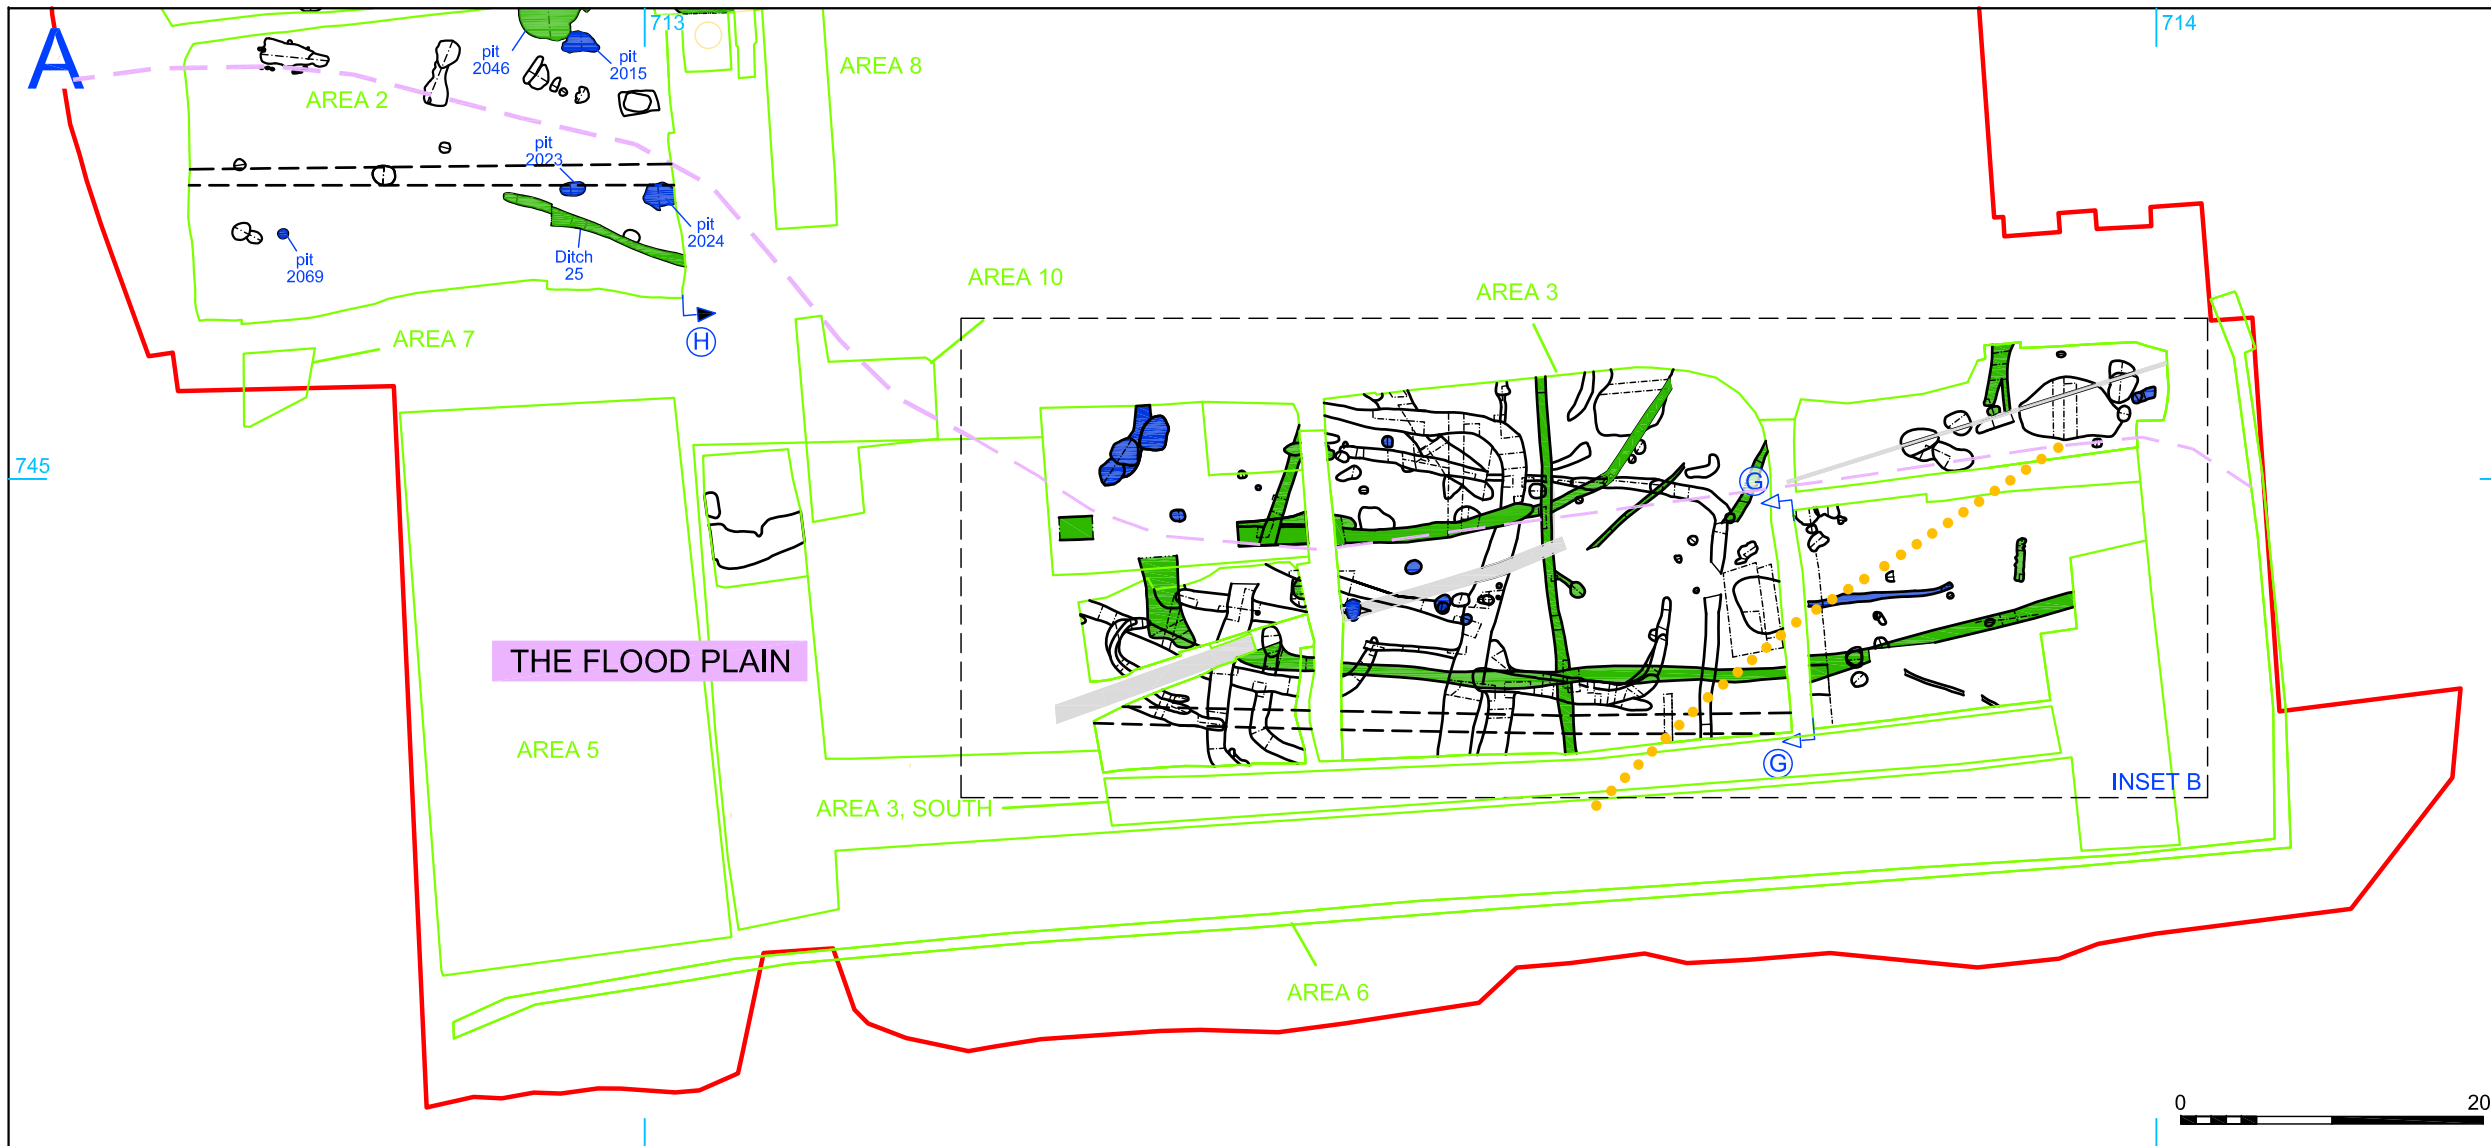 A
713
714
pit
2046
pit
2015
AREA 8
AREA 2
pit
2023
pit
2024
Ditch
25
pit
2069
AREA 10
AREA 3
H
AREA 7
745
G
THE FLOOD PLAIN
AREA 5
G
INSET B
AREA 3, SOUTH
AREA 6
0
20